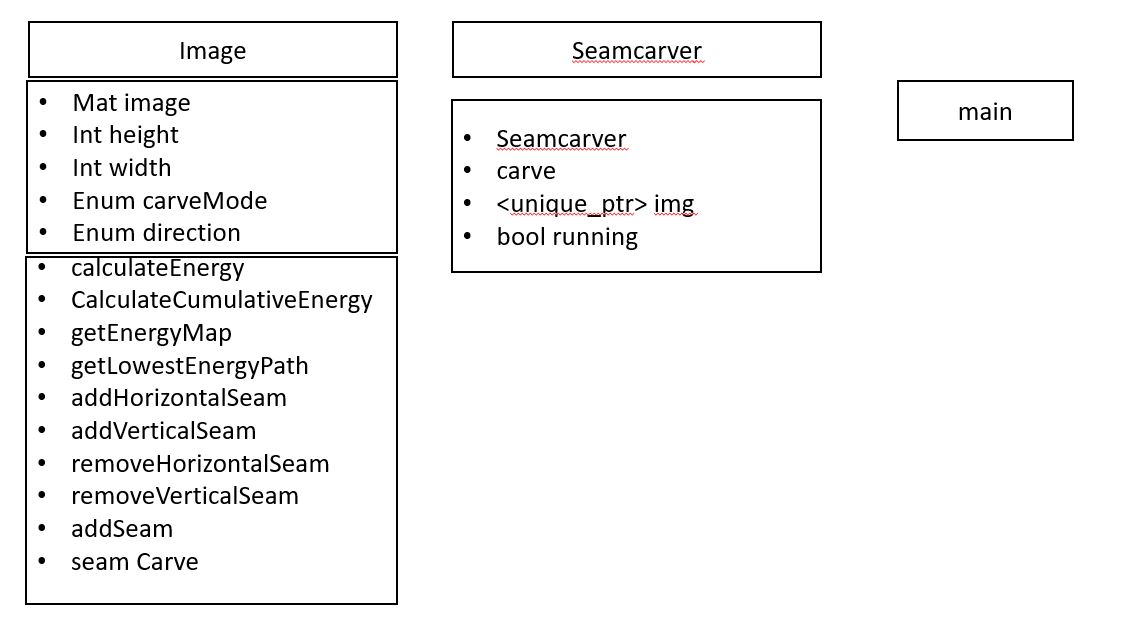 Image
• Mat image
• Int height
• Int width
• Enum carveMode
• Enum direction
• calculateEnergy
• CalculateCumulativeEnergy
• getEnergyMap
• getLowestEnergyPath
• addHorizontalSeam
• addVerticalSeam
• removeHorizontalSeam
• removeVerticalSeam
• addSeam
• seam Carve
Seamcarver
• Seamcarver
• carve
• <unique_ptr> img
• bool running
main